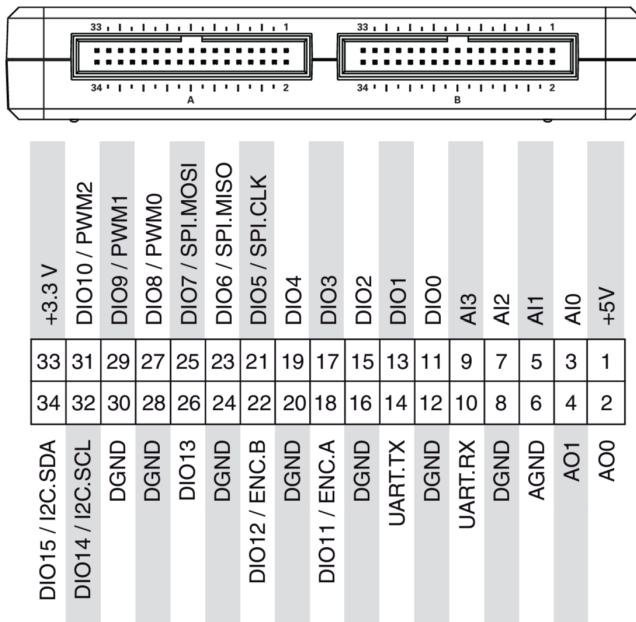 33 1 33 1
34 2 34 2
A B
+3.3 V
DIO10 / PWM2
DIO9 / PWM1
DIO8 / PWM0
DIO7 / SPI.MOSI
DIO6 / SPI.MISO
DIO5 / SPI.CLK
DIO4
DIO3
DIO2
DIO1
DIO0
AI3
AI2
AI1
AI0
+5V
33 31 29 27 25 23 21 19 17 15 13 11 9 7 5 3 1
34 32 30 28 26 24 22 20 18 16 14 12 10 8 6 4 2
DIO15 / I2C.SDA
DIO14 / I2C.SCL
DGND
DGND
DIO13
DGND
DIO12 / ENC.B
DGND
DIO11 / ENC.A
DGND
UART.TX
DGND
UART.RX
DGND
AGND
AO1
AO0